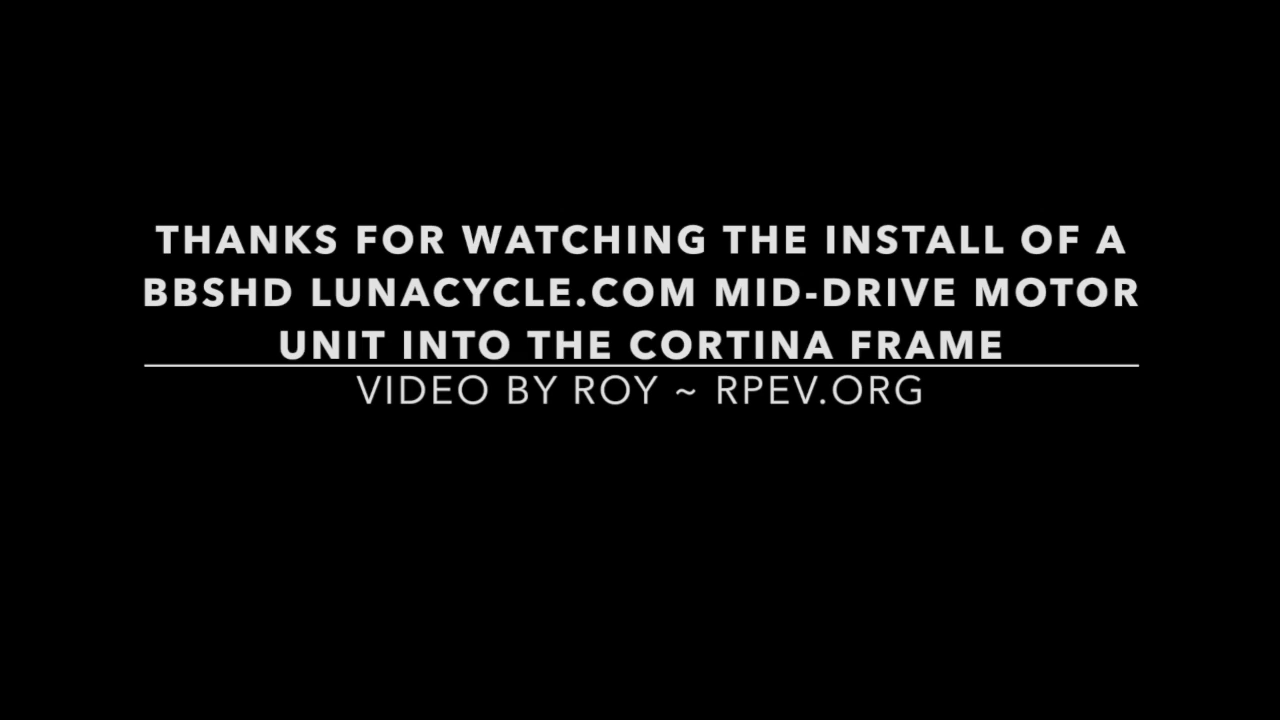 THANKS FOR WATCHING THE INSTALL OF A
BBSHD LUNACYCLE.COM MID-DRIVE MOTOR
UNIT INTO THE CORTINA FRAME
VIDEO BY ROY ~ RPEV.ORG